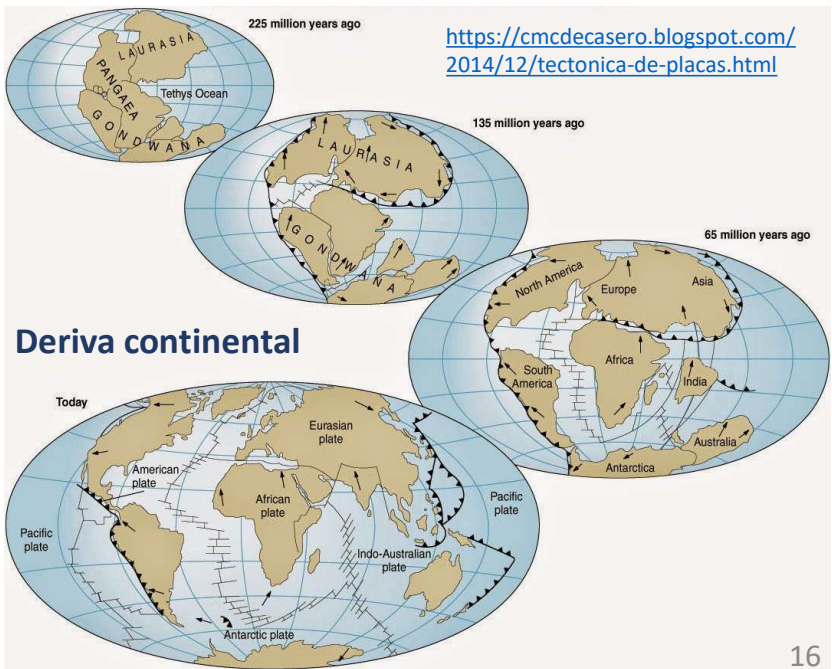 225 million years ago
https://cmcdecasero.blogspot.com/
2014/12/tectonica-de-placas.html
LAURASIA
PANGAEA
Tethys Ocean
GONDWANA
135 million years ago
LAURASIA
GONDWANA
65 million years ago
North America
Europe
Asia
Africa
South
America
India
Australia
Antarctica
Deriva continental
Today
Eurasian
plate
American
plate
African
plate
Pacific
plate
Pacific
plate
Indo-Australian
plate
Antarctic plate
16